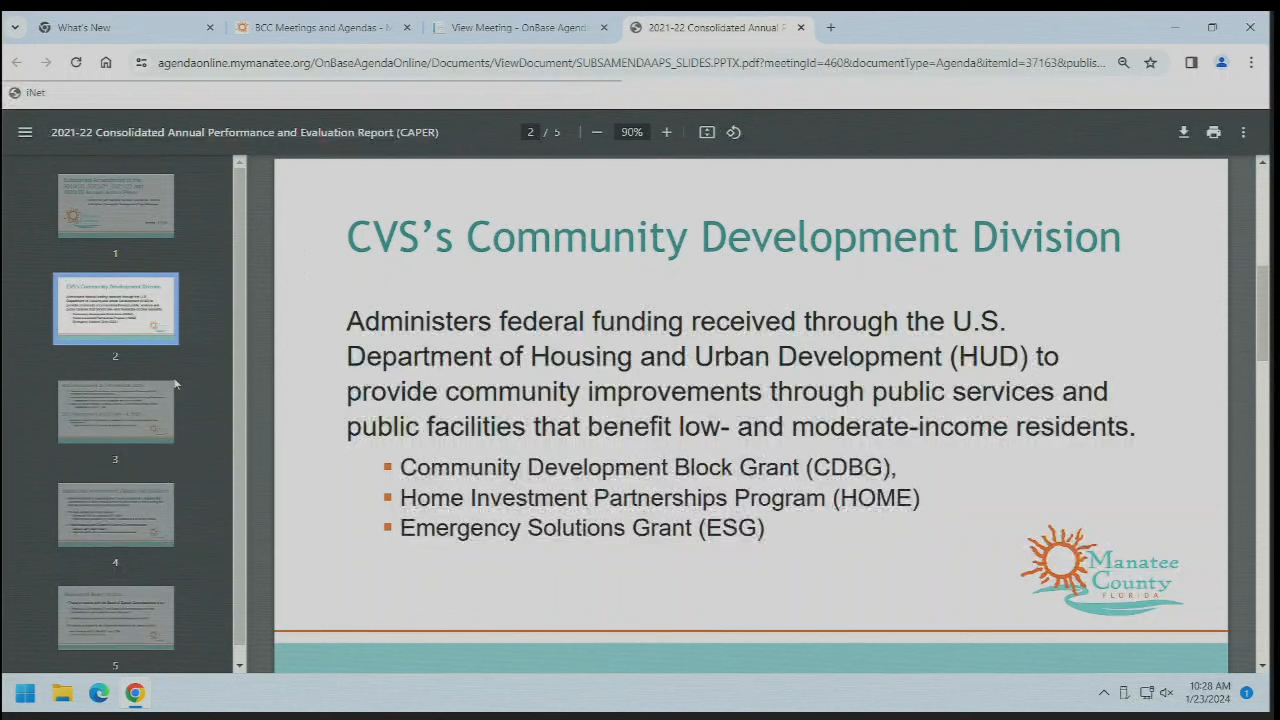 What's New
BCC Meetings and Agendas - M
View Meeting - OnBase Agend
2021-22 Consolidated Annual P
agendaonline.mymanatee.org/OnBaseAgendaOnline/Documents/ViewDocument/SUBSAMENDAAPS_SLIDES.PPTX.pdf?meetingId=460&documentType=Agenda&itemId=37163&publis...
iNet
2021-22 Consolidated Annual Performance and Evaluation Report (CAPER)
2 / 5
90%
1
2
3
4
5
CVS's Community Development Division
Administers federal funding received through the U.S.
Department of Housing and Urban Development (HUD) to
provide community improvements through public services and
public facilities that benefit low- and moderate-income residents.
Community Development Block Grant (CDBG),
Home Investment Partnerships Program (HOME)
Emergency Solutions Grant (ESG)
Manatee
County
FLORIDA
10:28 AM
1/23/2024
1